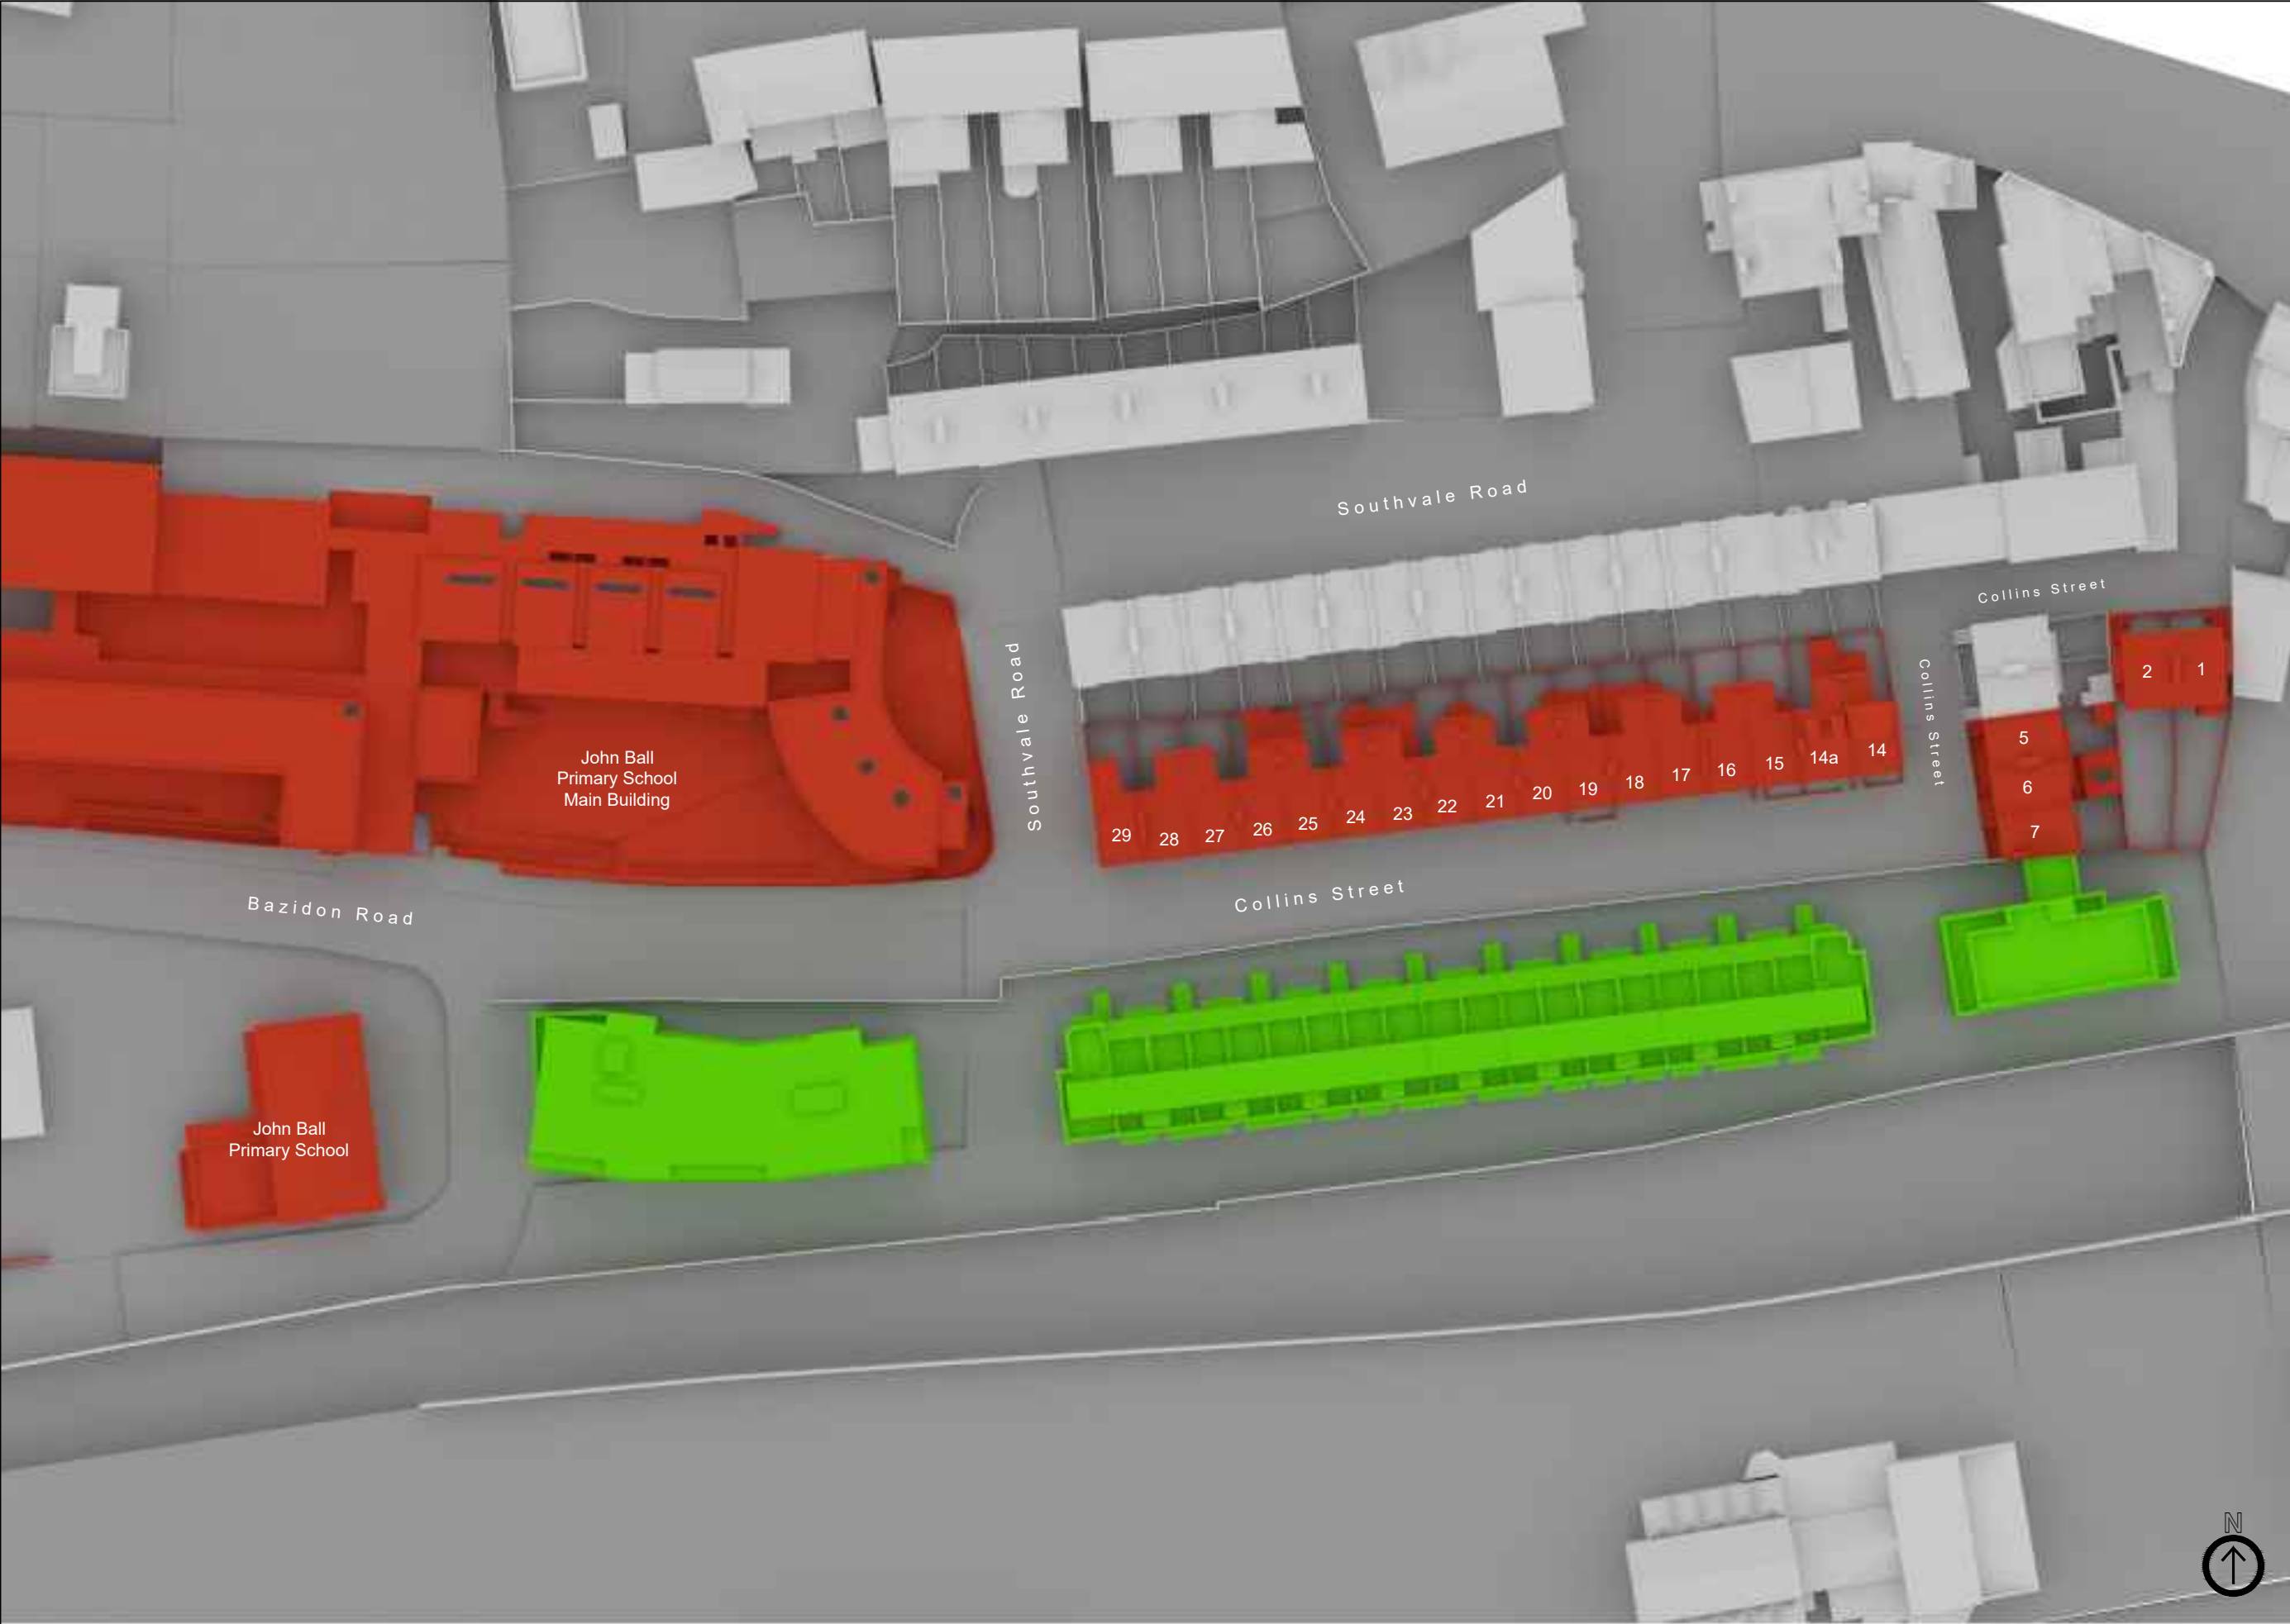 Southvale Road
Collins Street
Southvale Road
Collins Street
2
1
5
6
7
John Ball
Primary School
Main Building
29
28
27
26
25
24
23
22
21
20
19
18
17
16
15
14a
14
Bazidon Road
Collins Street
John Ball
Primary School
N